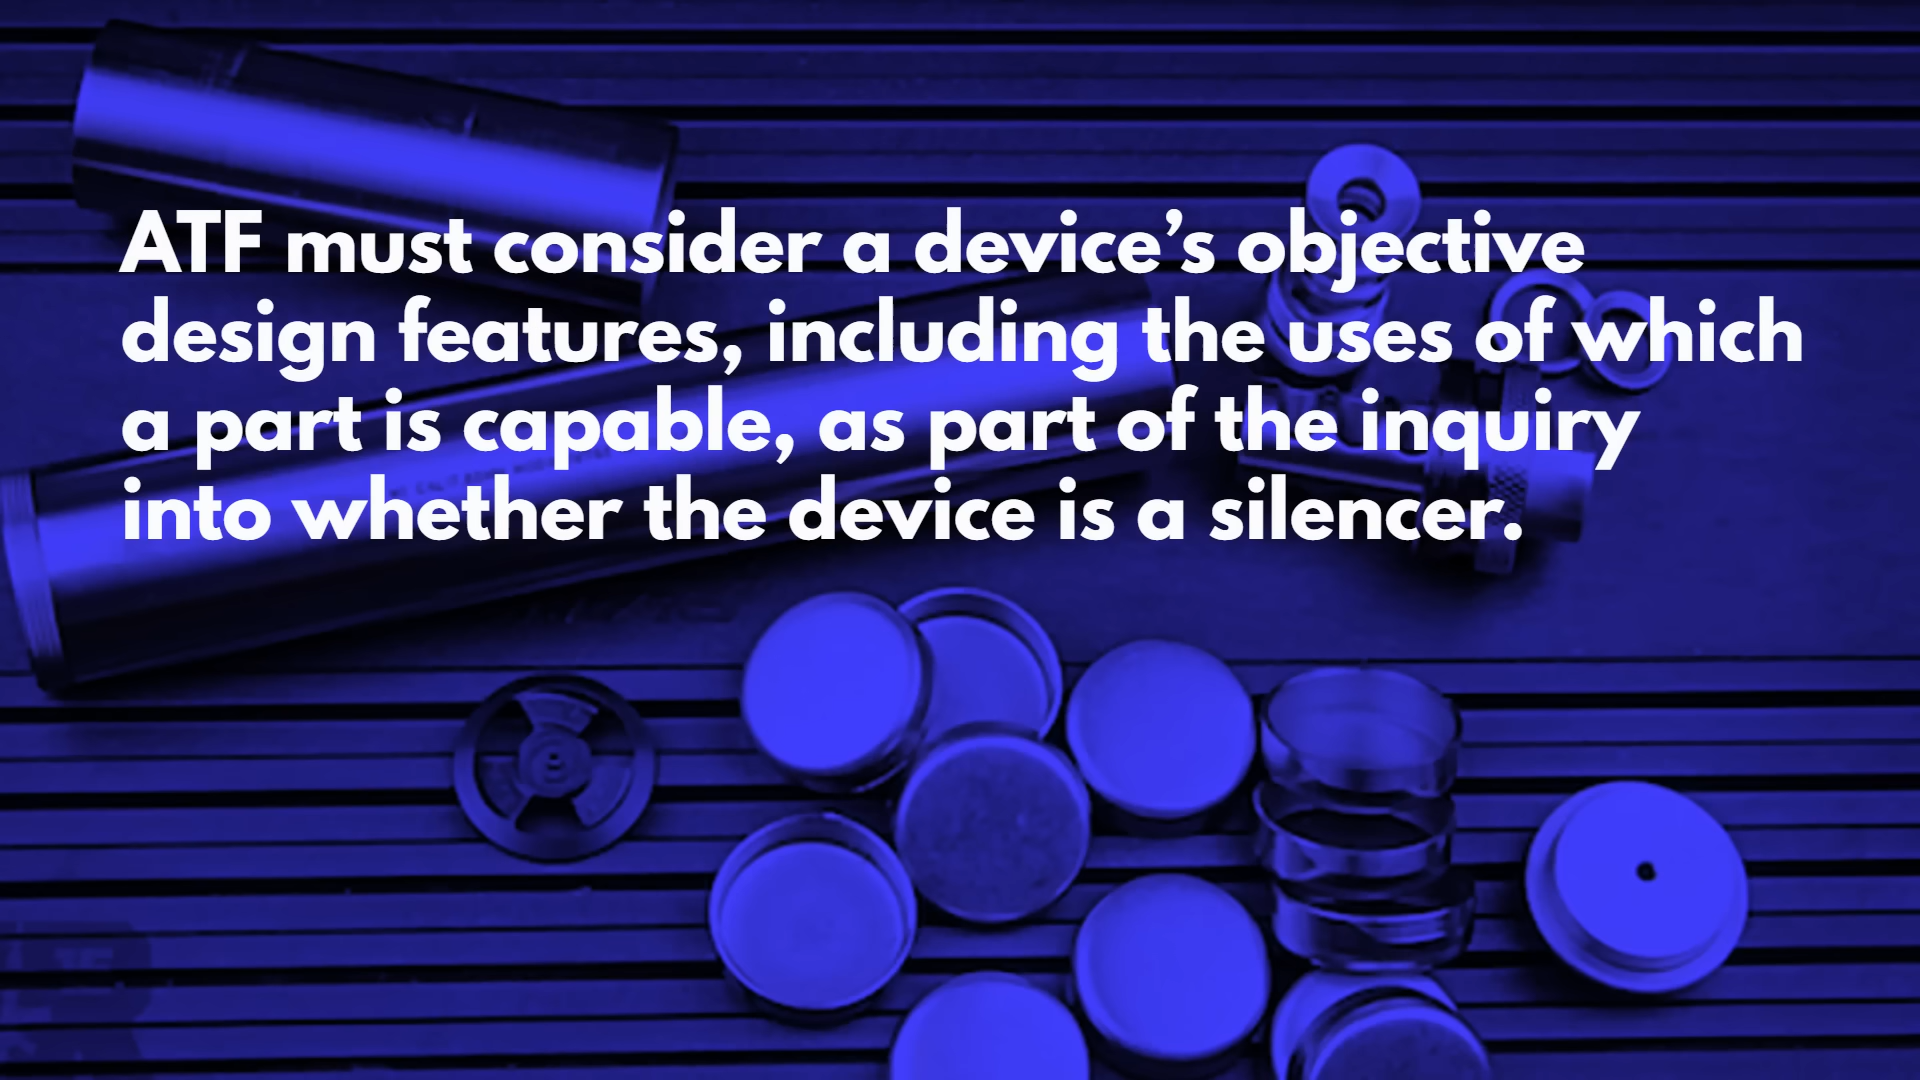 ATF must consider a device’s objective
design features, including the uses of which
a part is capable, as part of the inquiry
into whether the device is a silencer.